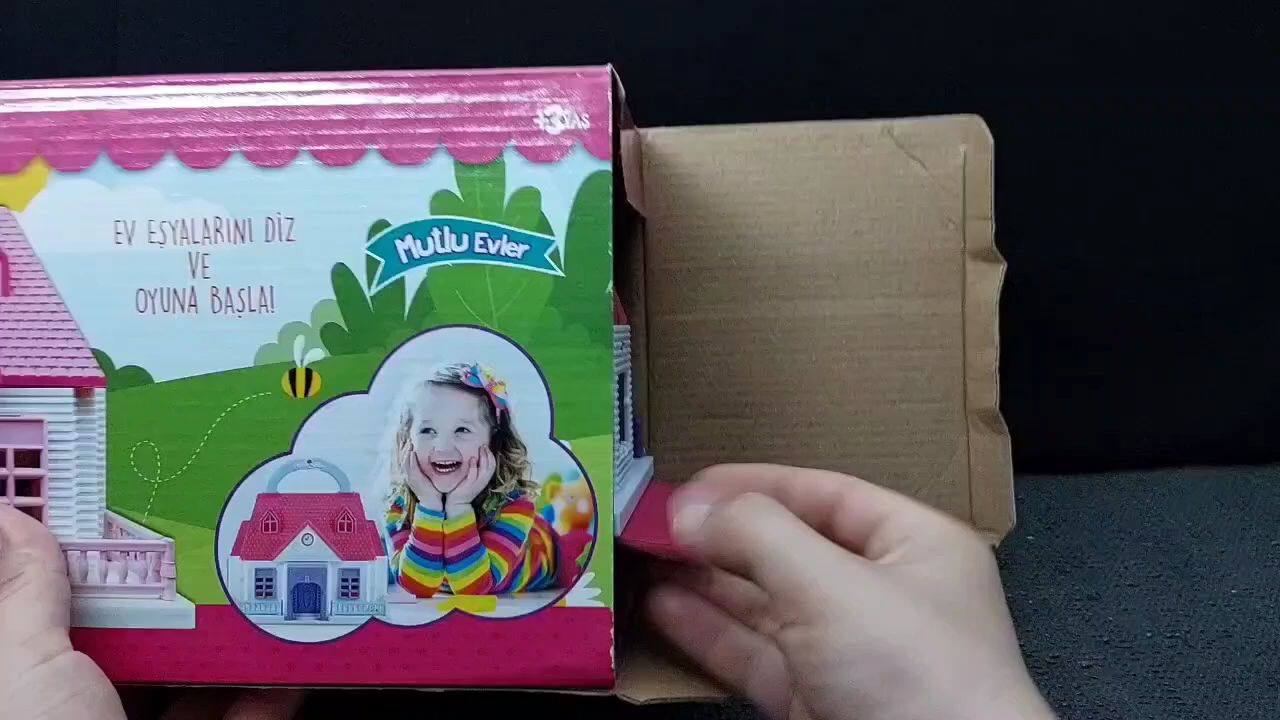 +3 YAŞ
EV EŞYALARINI DİZ
VE
OYUNA BAŞLA!
Mutlu Evler